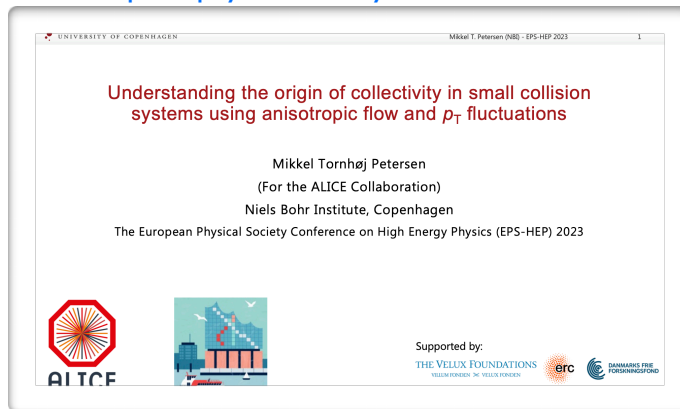 UNIVERSITY OF COPENHAGEN
Mikkel T. Petersen (NBI) - EPS-HEP 2023
1
Understanding the origin of collectivity in small collision
systems using anisotropic flow and pT fluctuations
Mikkel Tornhøj Petersen
(For the ALICE Collaboration)
Niels Bohr Institute, Copenhagen
The European Physical Society Conference on High Energy Physics (EPS-HEP) 2023
ALICE
Supported by:
THE VELUX FOUNDATIONS
VILLUM FONDEN VELUX FONDEN
erc
DANMARKS FRIE
FORSKNINGSFOND